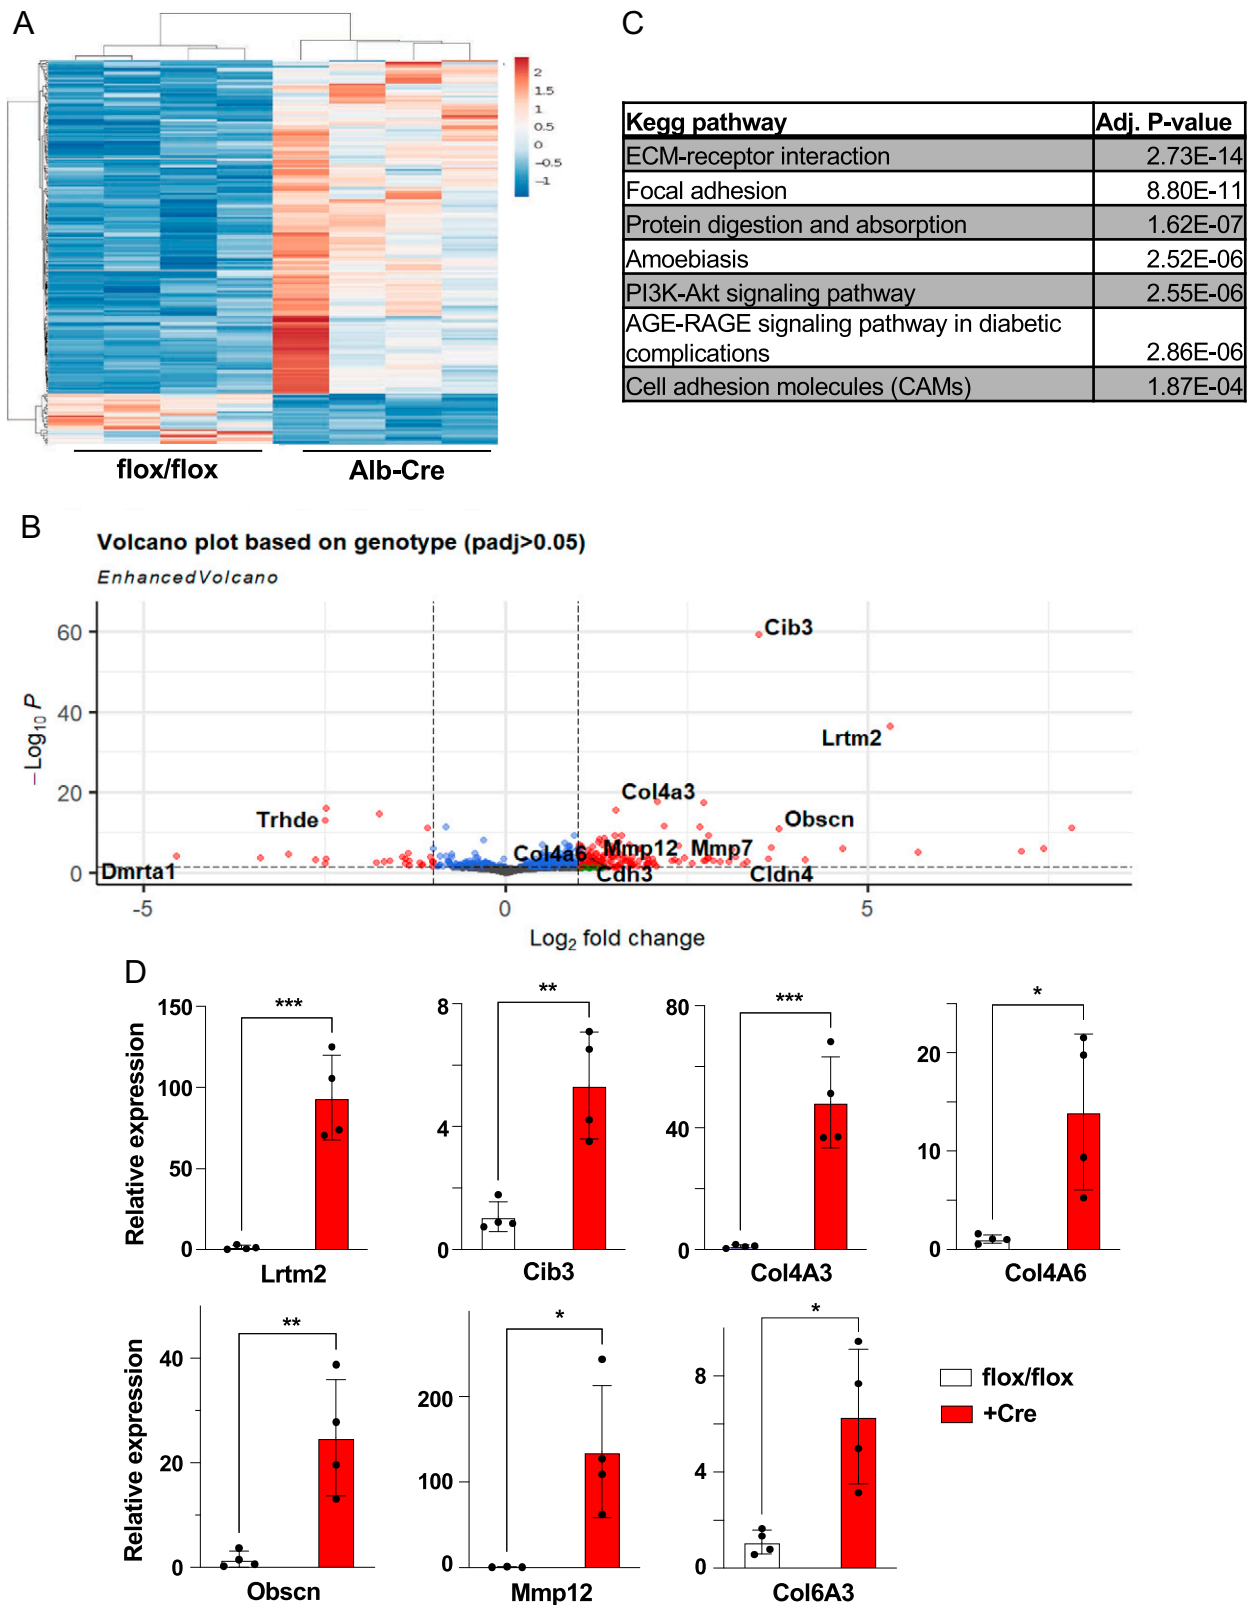 A
2
1.5
1
0.5
0
−0.5
−1
flox/flox
Alb-Cre
C
Kegg pathway Adj. P-value
ECM-receptor interaction 2.73E-14
Focal adhesion 8.80E-11
Protein digestion and absorption 1.62E-07
Amoebiasis 2.52E-06
PI3K-Akt signaling pathway 2.55E-06
AGE-RAGE signaling pathway in diabetic
complications 2.86E-06
Cell adhesion molecules (CAMs) 1.87E-04
B
Volcano plot based on genotype (padj>0.05)
EnhancedVolcano
−Log10 P
60
40
20
0
Cib3
Lrtm2
Col4a3
Trhde
Obscn
Col4a6
Mmp12
Mmp7
Dmrta1
Cdh3
Cldn4
-5
0
5
Log2 fold change
D
Relative expression
150
100
50
0
***
Lrtm2
8
4
0
**
Cib3
80
40
0
***
Col4A3
20
10
0
*
Col4A6
Relative expression
40
20
0
**
Obscn
200
100
0
*
Mmp12
8
4
0
*
Col6A3
flox/flox
+Cre